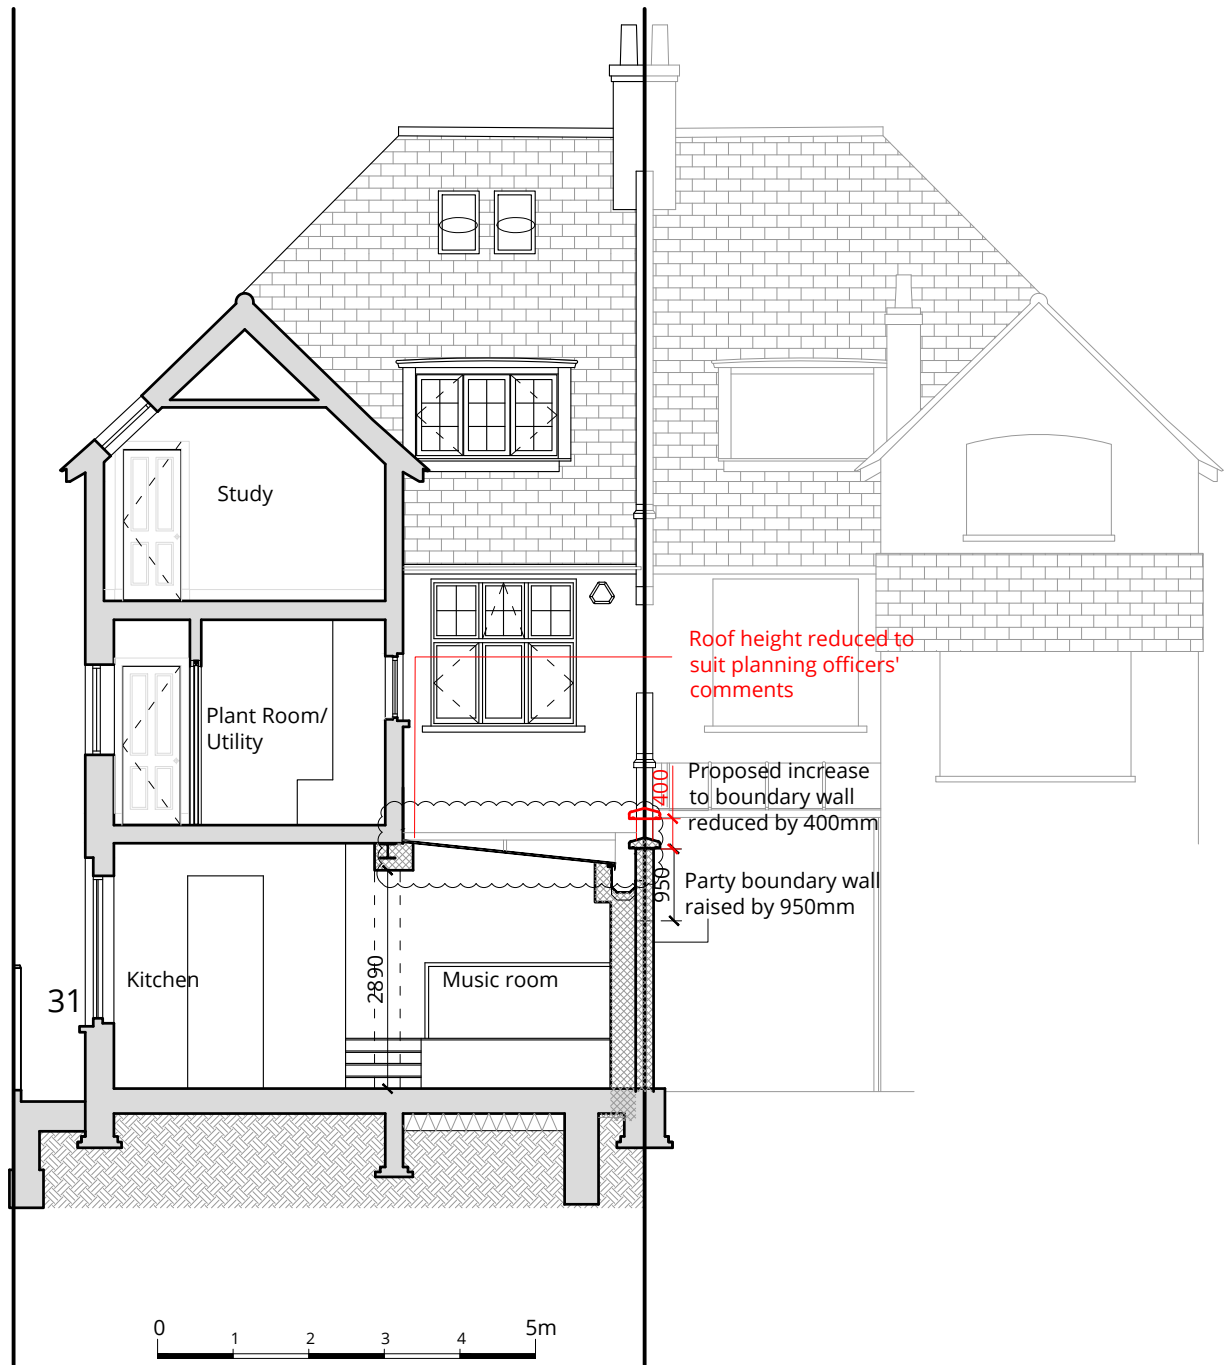 Study
Roof height reduced to
suit planning officers'
comments
Plant Room/
Utility
400
Proposed increase
to boundary wall
reduced by 400mm
950
Party boundary wall
raised by 950mm
Kitchen
2890
Music room
31
0 1 2 3 4 5m